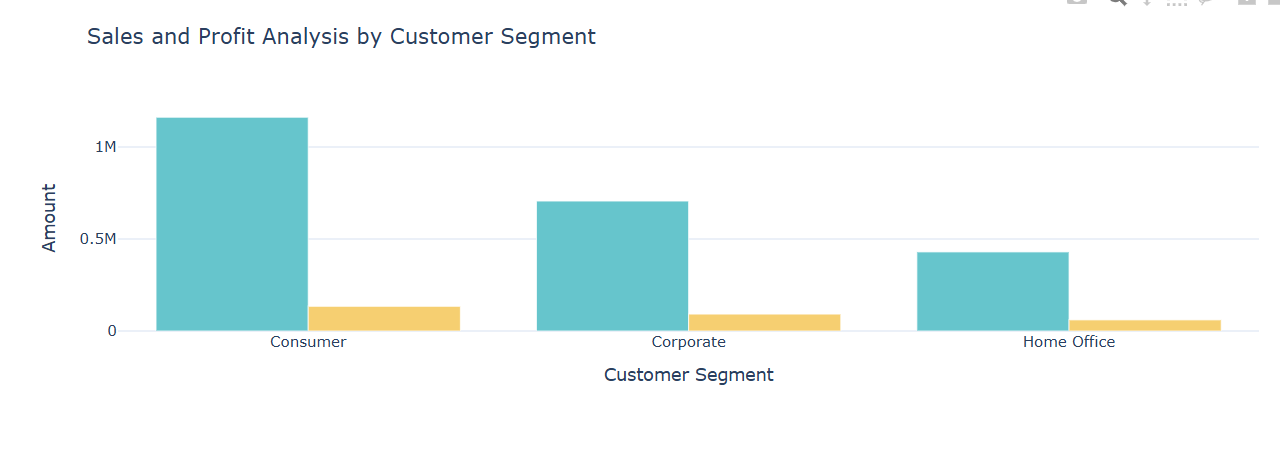 Sales and Profit Analysis by Customer Segment
Amount
1M
0.5M
0
Consumer
Corporate
Home Office
Customer Segment